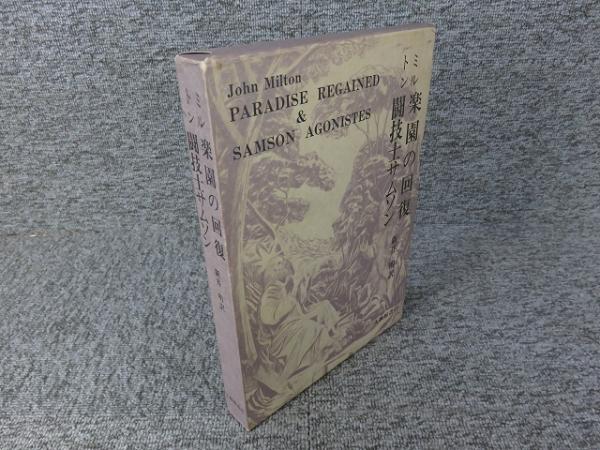 John Milton
PARADISE REGAINED
&
SAMSON AGONISTES
ミルトン
楽園の回復
闘技士サムソン
ミルトン
楽園の回復
闘技士サムソン